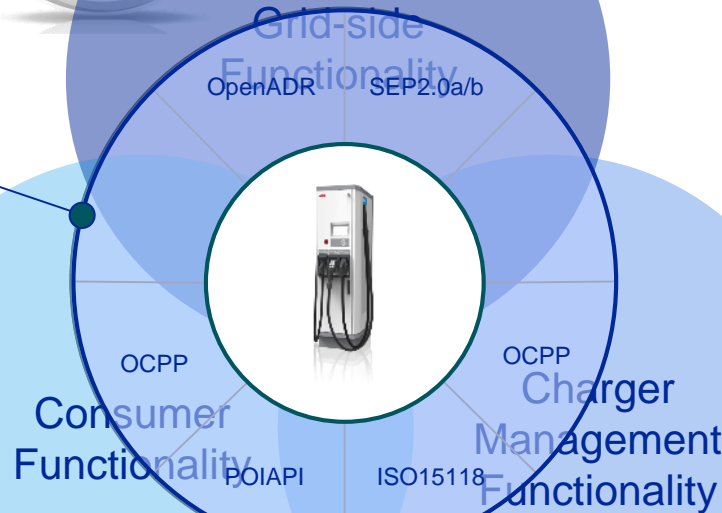 Grid-side
Functionality
OpenADR
SEP2.0a/b
OCPP
OCPP
Consumer
Functionality
Charger
Management
Functionality
POIAPI
ISO15118